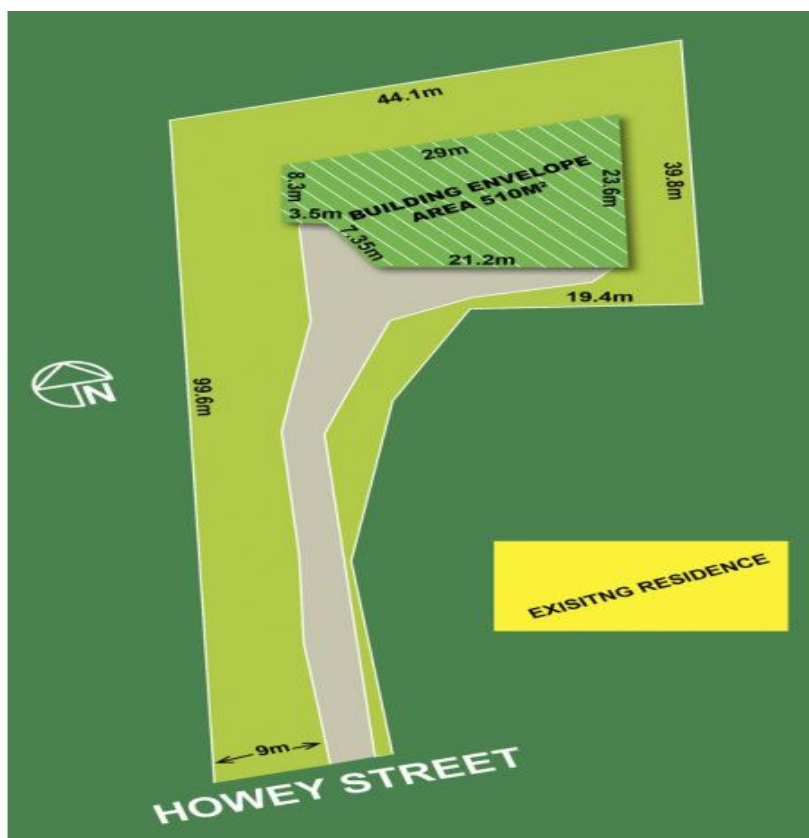 44.1m
29m
8.3m
BUILDING ENVELOPE
AREA 510M²
23.6m
39.8m
3.5m
7.35m
21.2m
19.4m
99.6m
N
EXISITNG RESIDENCE
9m
HOWEY STREET